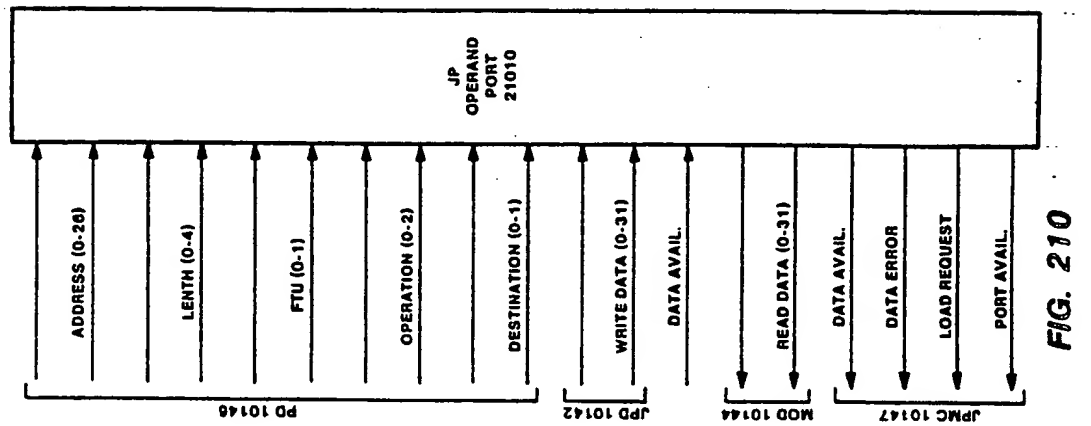 JP
OPERAND
PORT
21010
ADDRESS (0-26)
LENTH (0-4)
FTU (0-1)
OPERATION (0-2)
DESTINATION (0-1)
WRITE DATA (0-31)
DATA AVAIL.
READ DATA (0-31)
DATA AVAIL.
DATA ERROR
LOAD REQUEST
PORT AVAIL.
PD 10146
JPD 10142
MOD 10144
JPMC 10147
FIG. 210